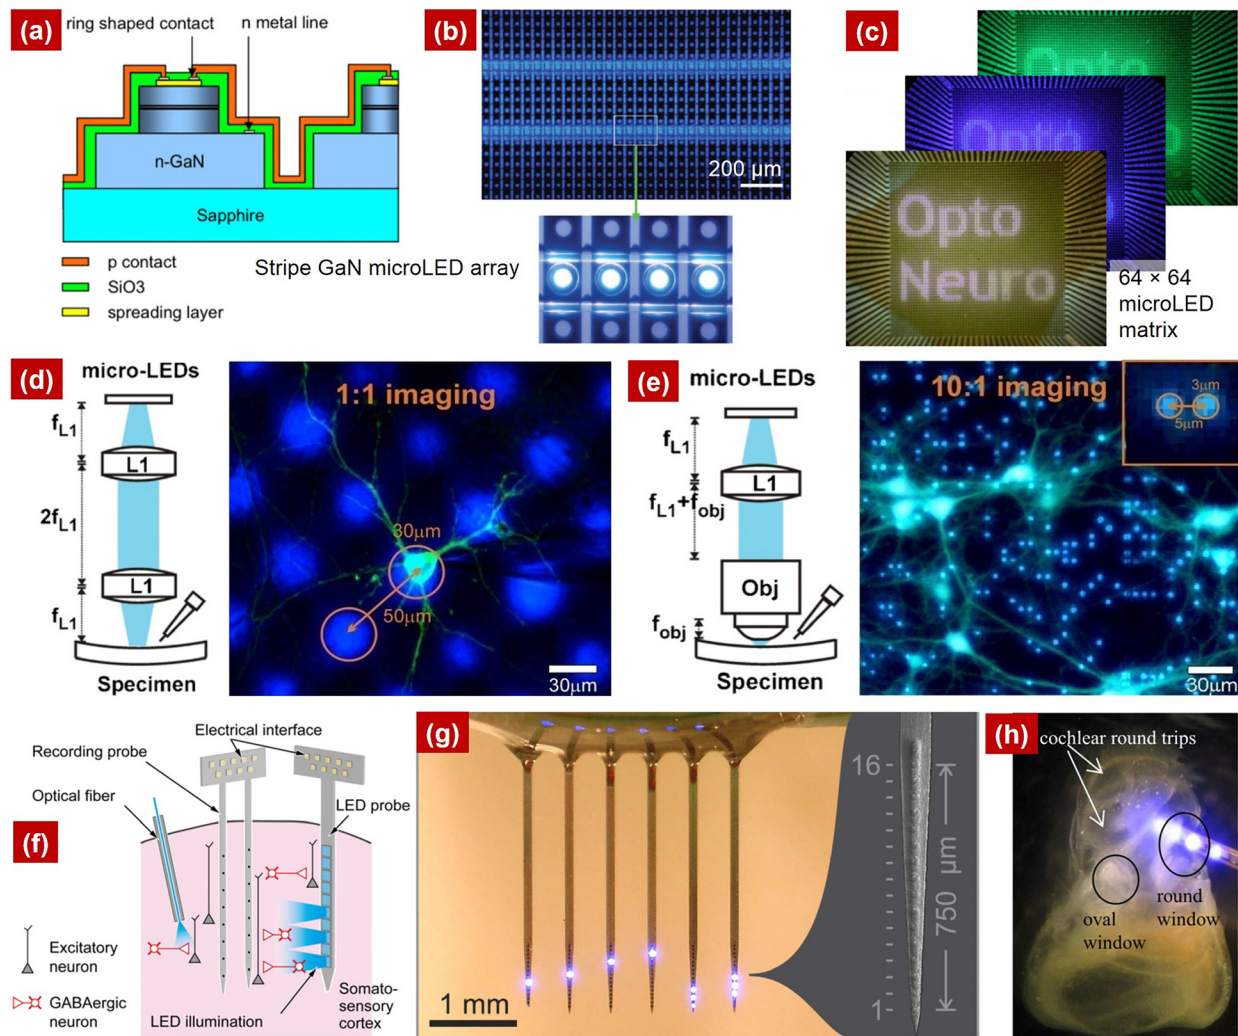 (a)
ring shaped contact
n metal line
n-GaN
Sapphire
p contact
SiO3
spreading layer
(b)
200 µm
Stripe GaN microLED array
(c)
Opto
Opto
Opto
Neuro
64 × 64
microLED
matrix
(d)
micro-LEDs
fL1
L1
2fL1
L1
fL1
Specimen
1:1 imaging
30µm
50µm
30µm
(e)
micro-LEDs
fL1
L1
fL1+fobj
Obj
fobj
Specimen
10:1 imaging
3µm
5µm
30µm
(f)
Electrical interface
Recording probe
Optical fiber
LED probe
Excitatory
neuron
GABAergic
neuron
LED illumination
Somato-
sensory
cortex
(g)
1 mm
16
750 µm
1
(h)
cochlear round trips
oval
window
round
window